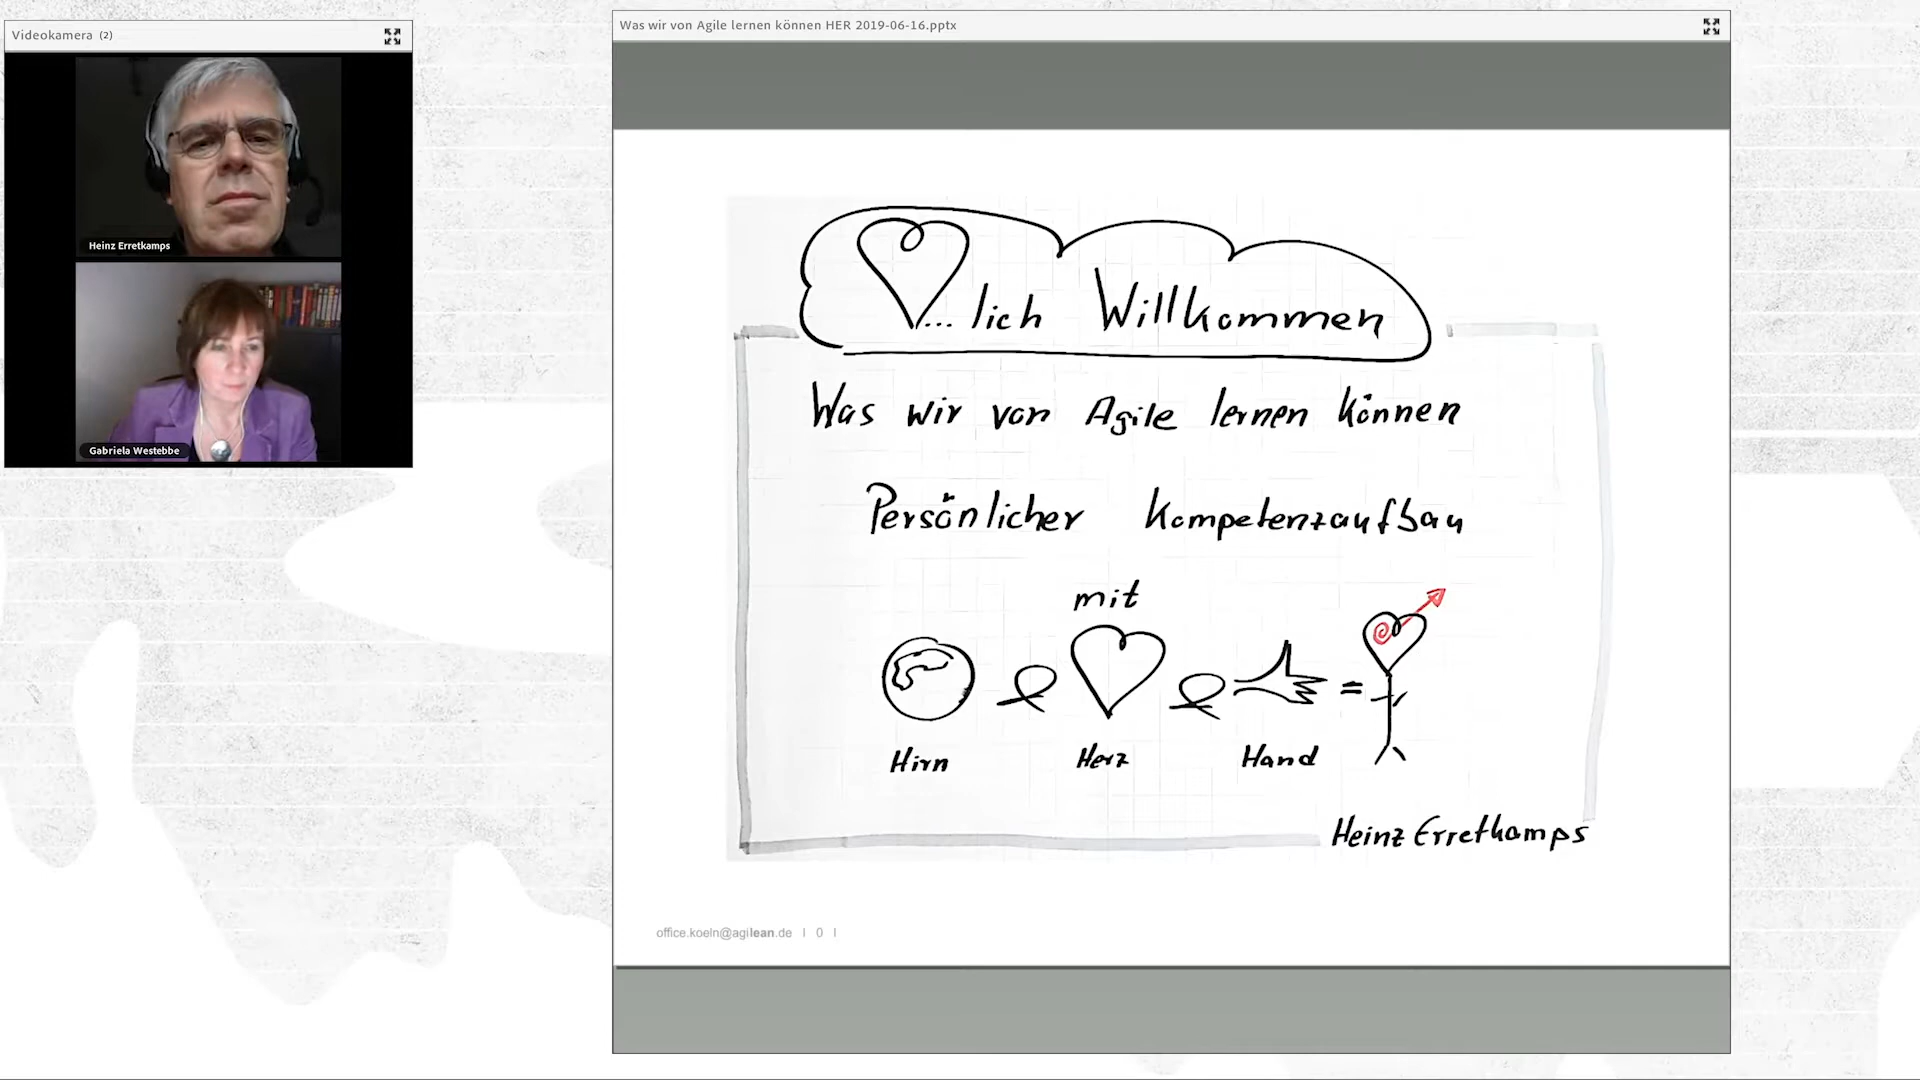 Videokamera (2)
Heinz Erretkamps
Gabriela Westebbe
Was wir von Agile lernen können HER 2019-06-16.pptx
...lich Willkommen
Was wir von Agile lernen können
Persönlicher Kompetenzaufbau
mit
=
Hirn Herz Hand
Heinz Erretkamps
office.koeln@agilean.de | 0 |